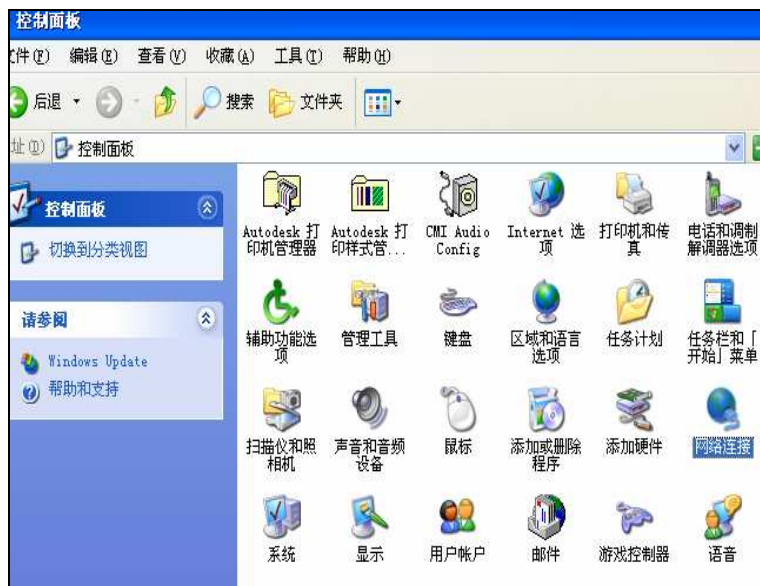 控制面板
文件(F) 编辑(E) 查看(V) 收藏(A) 工具(T) 帮助(H)
后退 搜索 文件夹
址(D) 控制面板
控制面板
切换到分类视图
请参阅
Windows Update
帮助和支持
Autodesk 打 Autodesk 打 CMI Audio Internet 选 打印机和传 电话和调制
印机管理器 印样式管... Config 项 真 解调器选项
辅助功能选 管理工具 键盘 区域和语言 任务计划 任务栏和「
项 选项 开始」菜单
扫描仪和照 声音和音频 鼠标 添加或删除 添加硬件 网络连接
相机 设备 程序
系统 显示 用户帐户 邮件 游戏控制器 语音